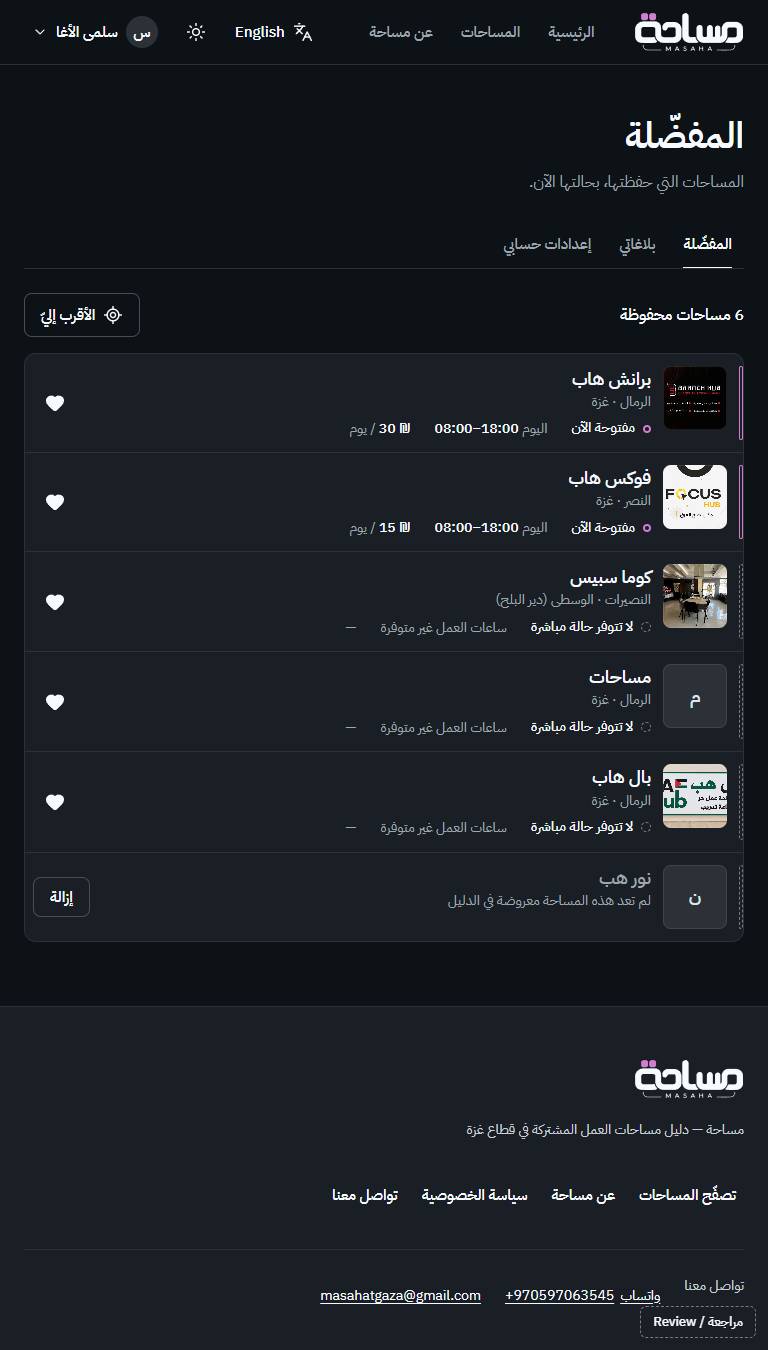 مساحة
MASAHA
الرئيسية
المساحات
عن مساحة
English
س
سلمى الأغا
المفضّلة
المساحات التي حفظتها، بحالتها الآن.
المفضّلة
بلاغاتي
إعدادات حسابي
6 مساحات محفوظة
الأقرب إليّ
برانش هاب
الرمال · غزة
مفتوحة الآن
اليوم 08:00–18:00
₪ 30 / يوم
FOCUS
HUB
فوكس هاب
النصر · غزة
مفتوحة الآن
اليوم 08:00–18:00
₪ 15 / يوم
كوما سبيس
النصيرات · الوسطى (دير البلح)
لا تتوفر حالة مباشرة
ساعات العمل غير متوفرة
—
م
مساحات
الرمال · غزة
لا تتوفر حالة مباشرة
ساعات العمل غير متوفرة
—
بال هاب
الرمال · غزة
لا تتوفر حالة مباشرة
ساعات العمل غير متوفرة
—
ن
نور هب
لم تعد هذه المساحة معروضة في الدليل
إزالة
مساحة
MASAHA
مساحة — دليل مساحات العمل المشتركة في قطاع غزة
تصفّح المساحات
عن مساحة
سياسة الخصوصية
تواصل معنا
تواصل معنا
واتساب +970597063545
masahatgaza@gmail.com
مراجعة / Review